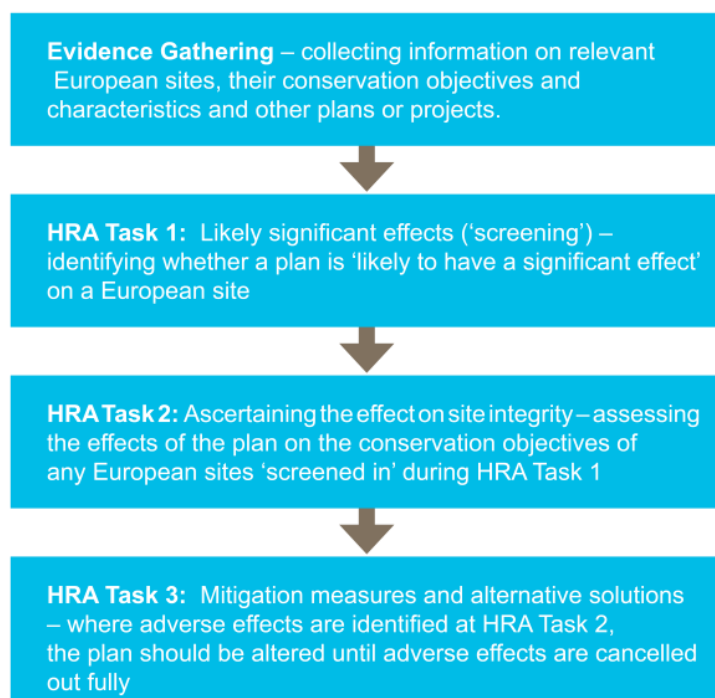 Evidence Gathering – collecting information on relevant
European sites, their conservation objectives and
characteristics and other plans or projects.
HRA Task 1: Likely significant effects (‘screening’) –
identifying whether a plan is ‘likely to have a significant effect’
on a European site
HRA Task 2: Ascertaining the effect on site integrity – assessing
the effects of the plan on the conservation objectives of
any European sites ‘screened in’ during HRA Task 1
HRA Task 3: Mitigation measures and alternative solutions
– where adverse effects are identified at HRA Task 2,
the plan should be altered until adverse effects are cancelled
out fully